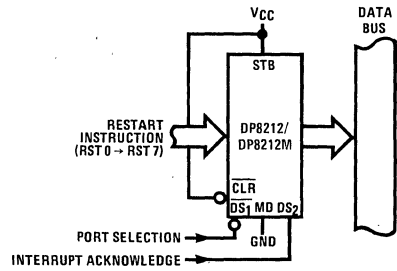 VCC
DATA
BUS
STB
RESTART
INSTRUCTION
(RST 0 → RST 7)
DP8212/
DP8212M
CLR
DS1 MD DS2
PORT SELECTION
GND
INTERRUPT ACKNOWLEDGE